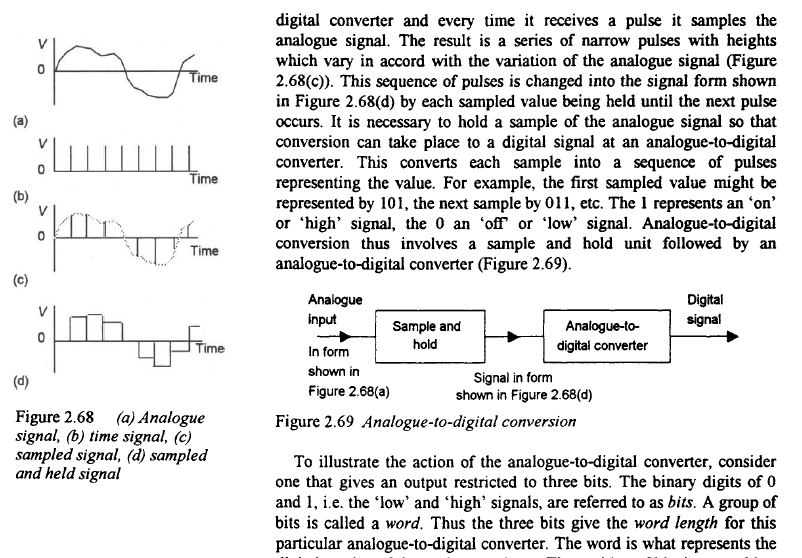 V
0
Time
(a)
V
0
Time
(b)
V
0
Time
(c)
V
0
Time
(d)
Figure 2.68 (a) Analogue
signal, (b) time signal, (c)
sampled signal, (d) sampled
and held signal
digital converter and every time it receives a pulse it samples the
analogue signal. The result is a series of narrow pulses with heights
which vary in accord with the variation of the analogue signal (Figure
2.68(c)). This sequence of pulses is changed into the signal form shown
in Figure 2.68(d) by each sampled value being held until the next pulse
occurs. It is necessary to hold a sample of the analogue signal so that
conversion can take place to a digital signal at an analogue-to-digital
converter. This converts each sample into a sequence of pulses
representing the value. For example, the first sampled value might be
represented by 101, the next sample by 011, etc. The 1 represents an 'on'
or 'high' signal, the 0 an 'off' or 'low' signal. Analogue-to-digital
conversion thus involves a sample and hold unit followed by an
analogue-to-digital converter (Figure 2.69).
Analogue
input
In form
shown in
Figure 2.68(a)
Sample and
hold
Signal in form
shown in Figure 2.68(d)
Analogue-to-
digital converter
Digital
signal
Figure 2.69 Analogue-to-digital conversion
To illustrate the action of the analogue-to-digital converter, consider
one that gives an output restricted to three bits. The binary digits of 0
and 1, i.e. the 'low' and 'high' signals, are referred to as bits. A group of
bits is called a word. Thus the three bits give the word length for this
particular analogue-to-digital converter. The word is what represents the